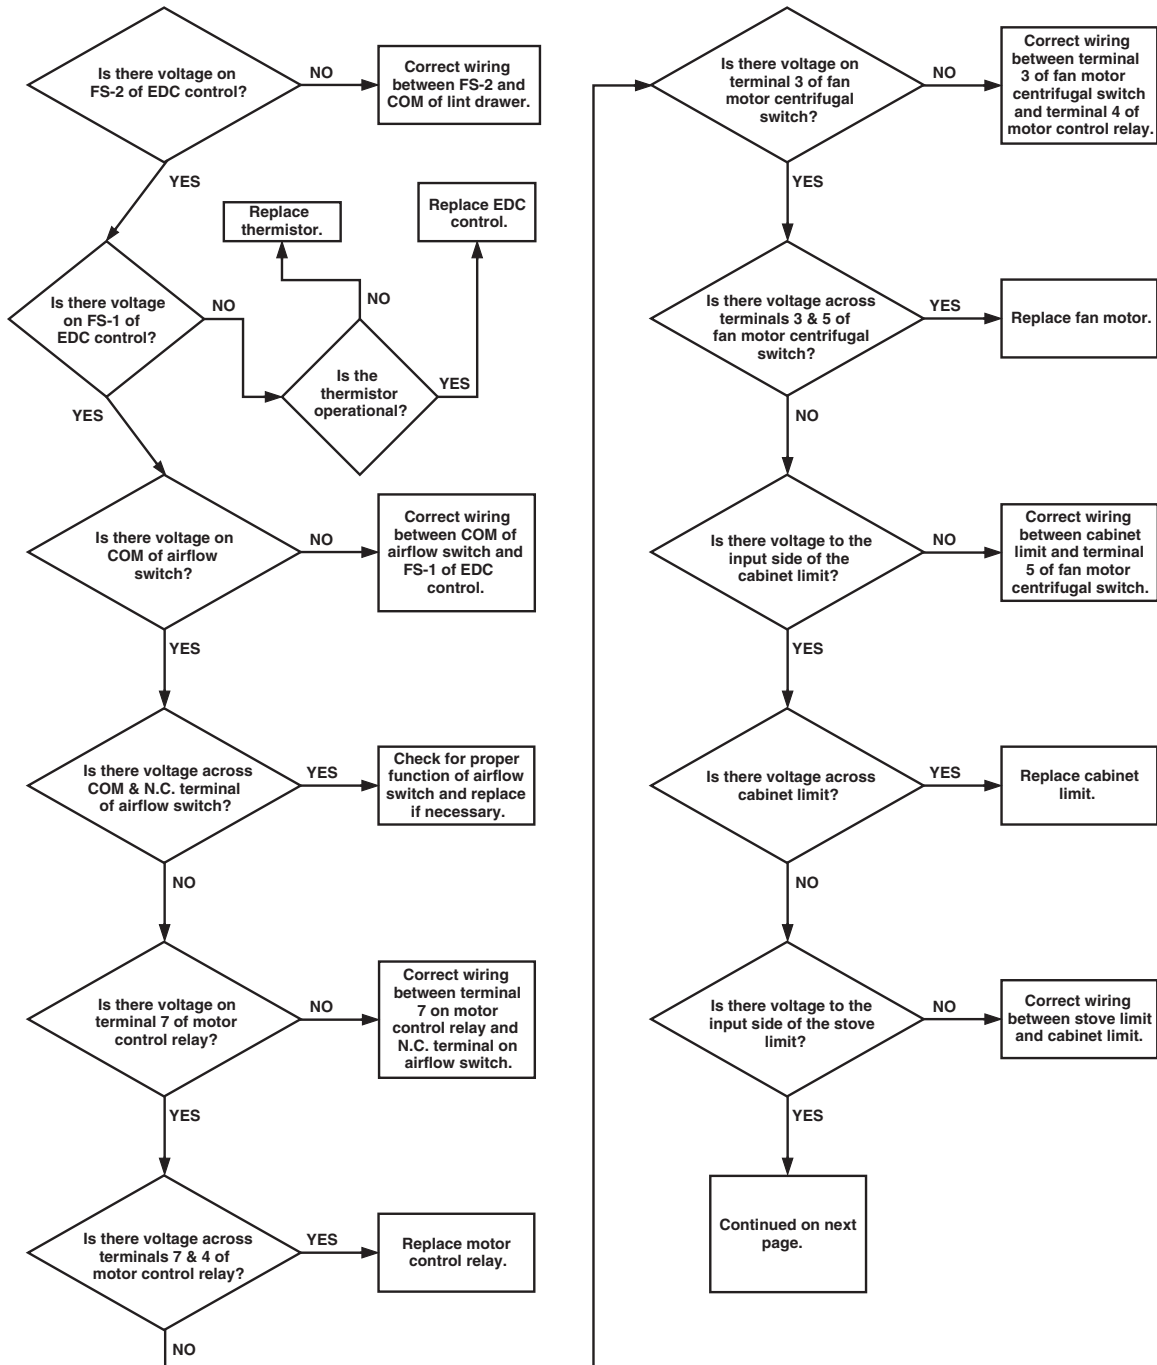 Is there voltage on
FS-2 of EDC control?
NO
Correct wiring
between FS-2 and
COM of lint drawer.
YES
Is there voltage
on FS-1 of
EDC control?
NO
Replace
thermistor.
NO
Replace EDC
control.
Is the
thermistor
operational?
YES
YES
Is there voltage on
COM of airflow
switch?
NO
Correct wiring
between COM of
airflow switch and
FS-1 of EDC
control.
YES
Is there voltage across
COM & N.C. terminal
of airflow switch?
YES
Check for proper
function of airflow
switch and replace
if necessary.
NO
Is there voltage on
terminal 7 of motor
control relay?
NO
Correct wiring
between terminal
7 on motor
control relay and
N.C. terminal on
airflow switch.
YES
Is there voltage across
terminals 7 & 4 of
motor control relay?
YES
Replace motor
control relay.
NO
Is there voltage on
terminal 3 of fan
motor centrifugal
switch?
NO
Correct wiring
between terminal
3 of fan motor
centrifugal switch
and terminal 4 of
motor control relay.
YES
Is there voltage across
terminals 3 & 5 of
fan motor centrifugal
switch?
YES
Replace fan motor.
NO
Is there voltage to the
input side of the
cabinet limit?
NO
Correct wiring
between cabinet
limit and terminal
5 of fan motor
centrifugal switch.
YES
Is there voltage across
cabinet limit?
YES
Replace cabinet
limit.
NO
Is there voltage to the
input side of the stove
limit?
NO
Correct wiring
between stove limit
and cabinet limit.
YES
Continued on next
page.